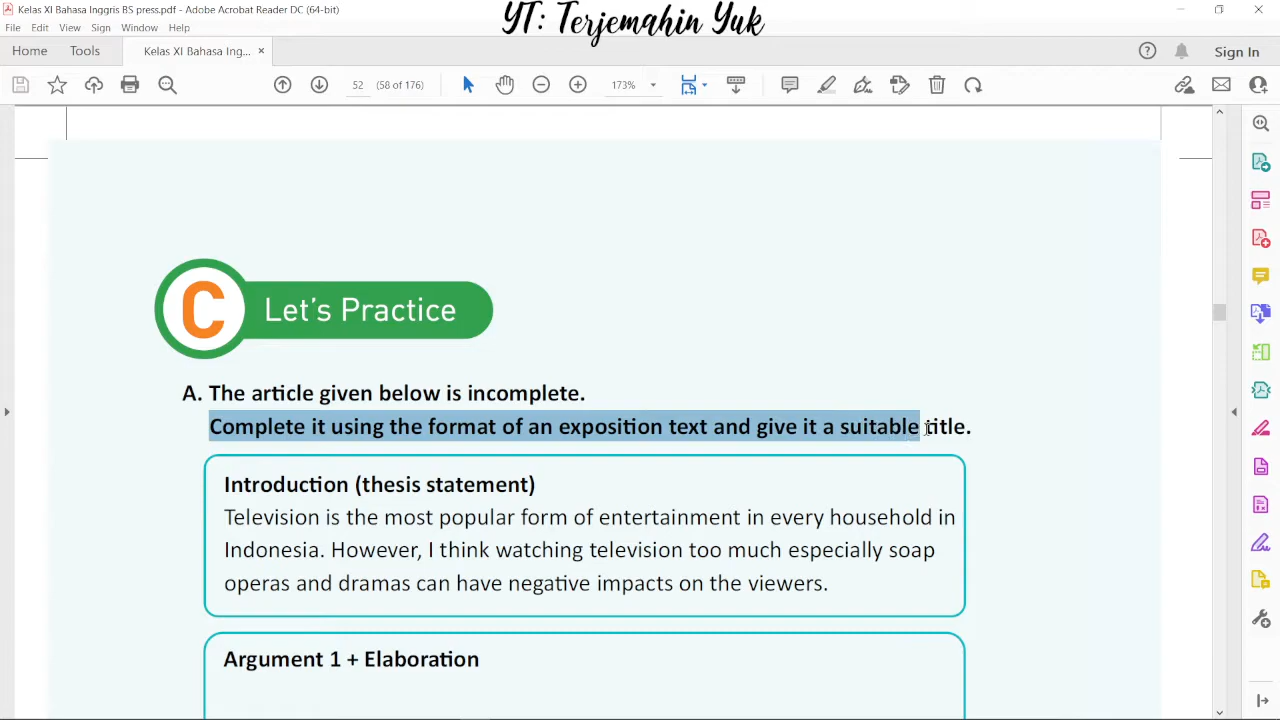 Kelas XI Bahasa Inggris BS press.pdf - Adobe Acrobat Reader DC (64-bit)
YT: Terjemahin Yuk
File Edit View Sign Window Help
Home Tools Kelas XI Bahasa Ingg... × Sign In
52 (58 of 176) 173%
C Let's Practice
A. The article given below is incomplete.
Complete it using the format of an exposition text and give it a suitable title.
Introduction (thesis statement)
Television is the most popular form of entertainment in every household in
Indonesia. However, I think watching television too much especially soap
operas and dramas can have negative impacts on the viewers.
Argument 1 + Elaboration